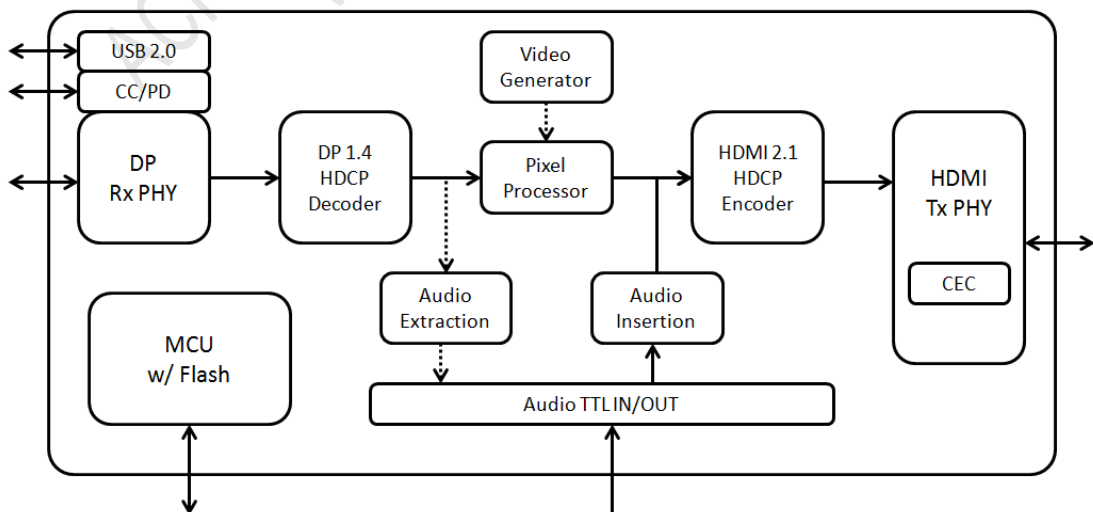 USB 2.0
CC/PD
DP
Rx PHY
DP 1.4
HDCP
Decoder
Video
Generator
Pixel
Processor
HDMI 2.1
HDCP
Encoder
HDMI
Tx PHY
CEC
Audio
Extraction
Audio
Insertion
MCU
w/ Flash
Audio TTL IN/OUT